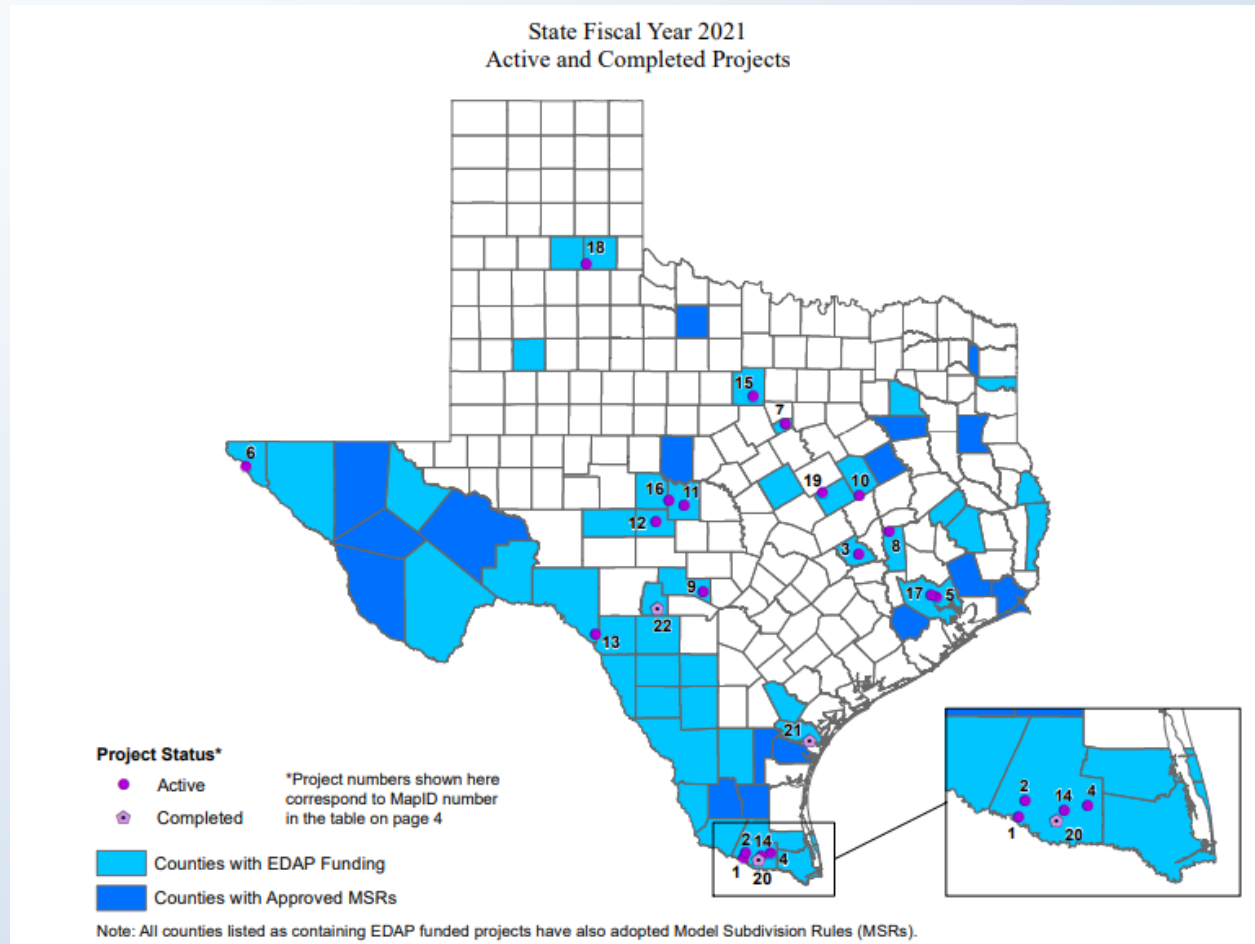 State Fiscal Year 2021
Active and Completed Projects
18
15
7
6
19
10
16
11
12
3
8
9
17
5
22
13
21
2
14
4
1
20
2
14
4
1
20
Project Status*
Active
Completed
*Project numbers shown here
correspond to MapID number
in the table on page 4
Counties with EDAP Funding
Counties with Approved MSRs
Note: All counties listed as containing EDAP funded projects have also adopted Model Subdivision Rules (MSRs).